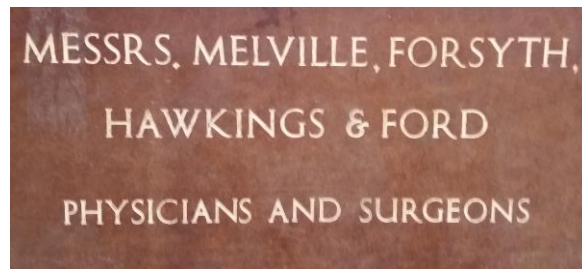 MESSRS. MELVILLE, FORSYTH,
HAWKINGS & FORD
PHYSICIANS AND SURGEONS